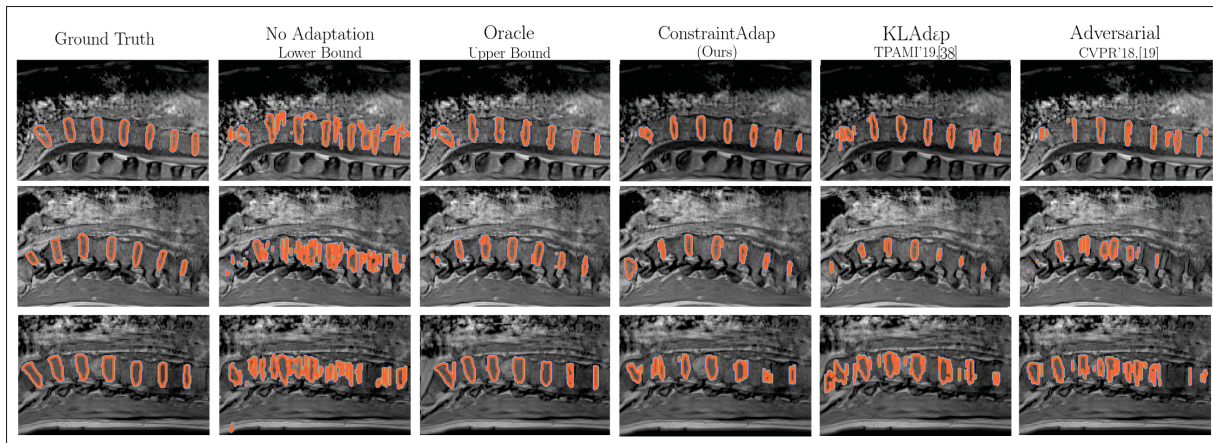 Ground Truth
No Adaptation
Lower Bound
Oracle
Upper Bound
ConstraintAdap
(Ours)
KLAdεp
TPAMI'19,[38]
Adversarial
CVPR'18,[19]